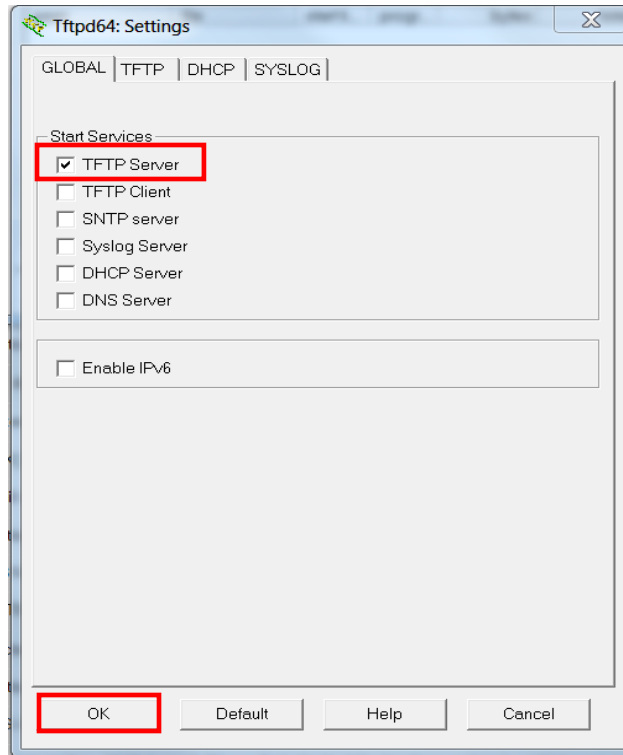 Tftpd64: Settings
GLOBAL TFTP DHCP SYSLOG
Start Services
TFTP Server
TFTP Client
SNTP server
Syslog Server
DHCP Server
DNS Server
Enable IPv6
OK Default Help Cancel